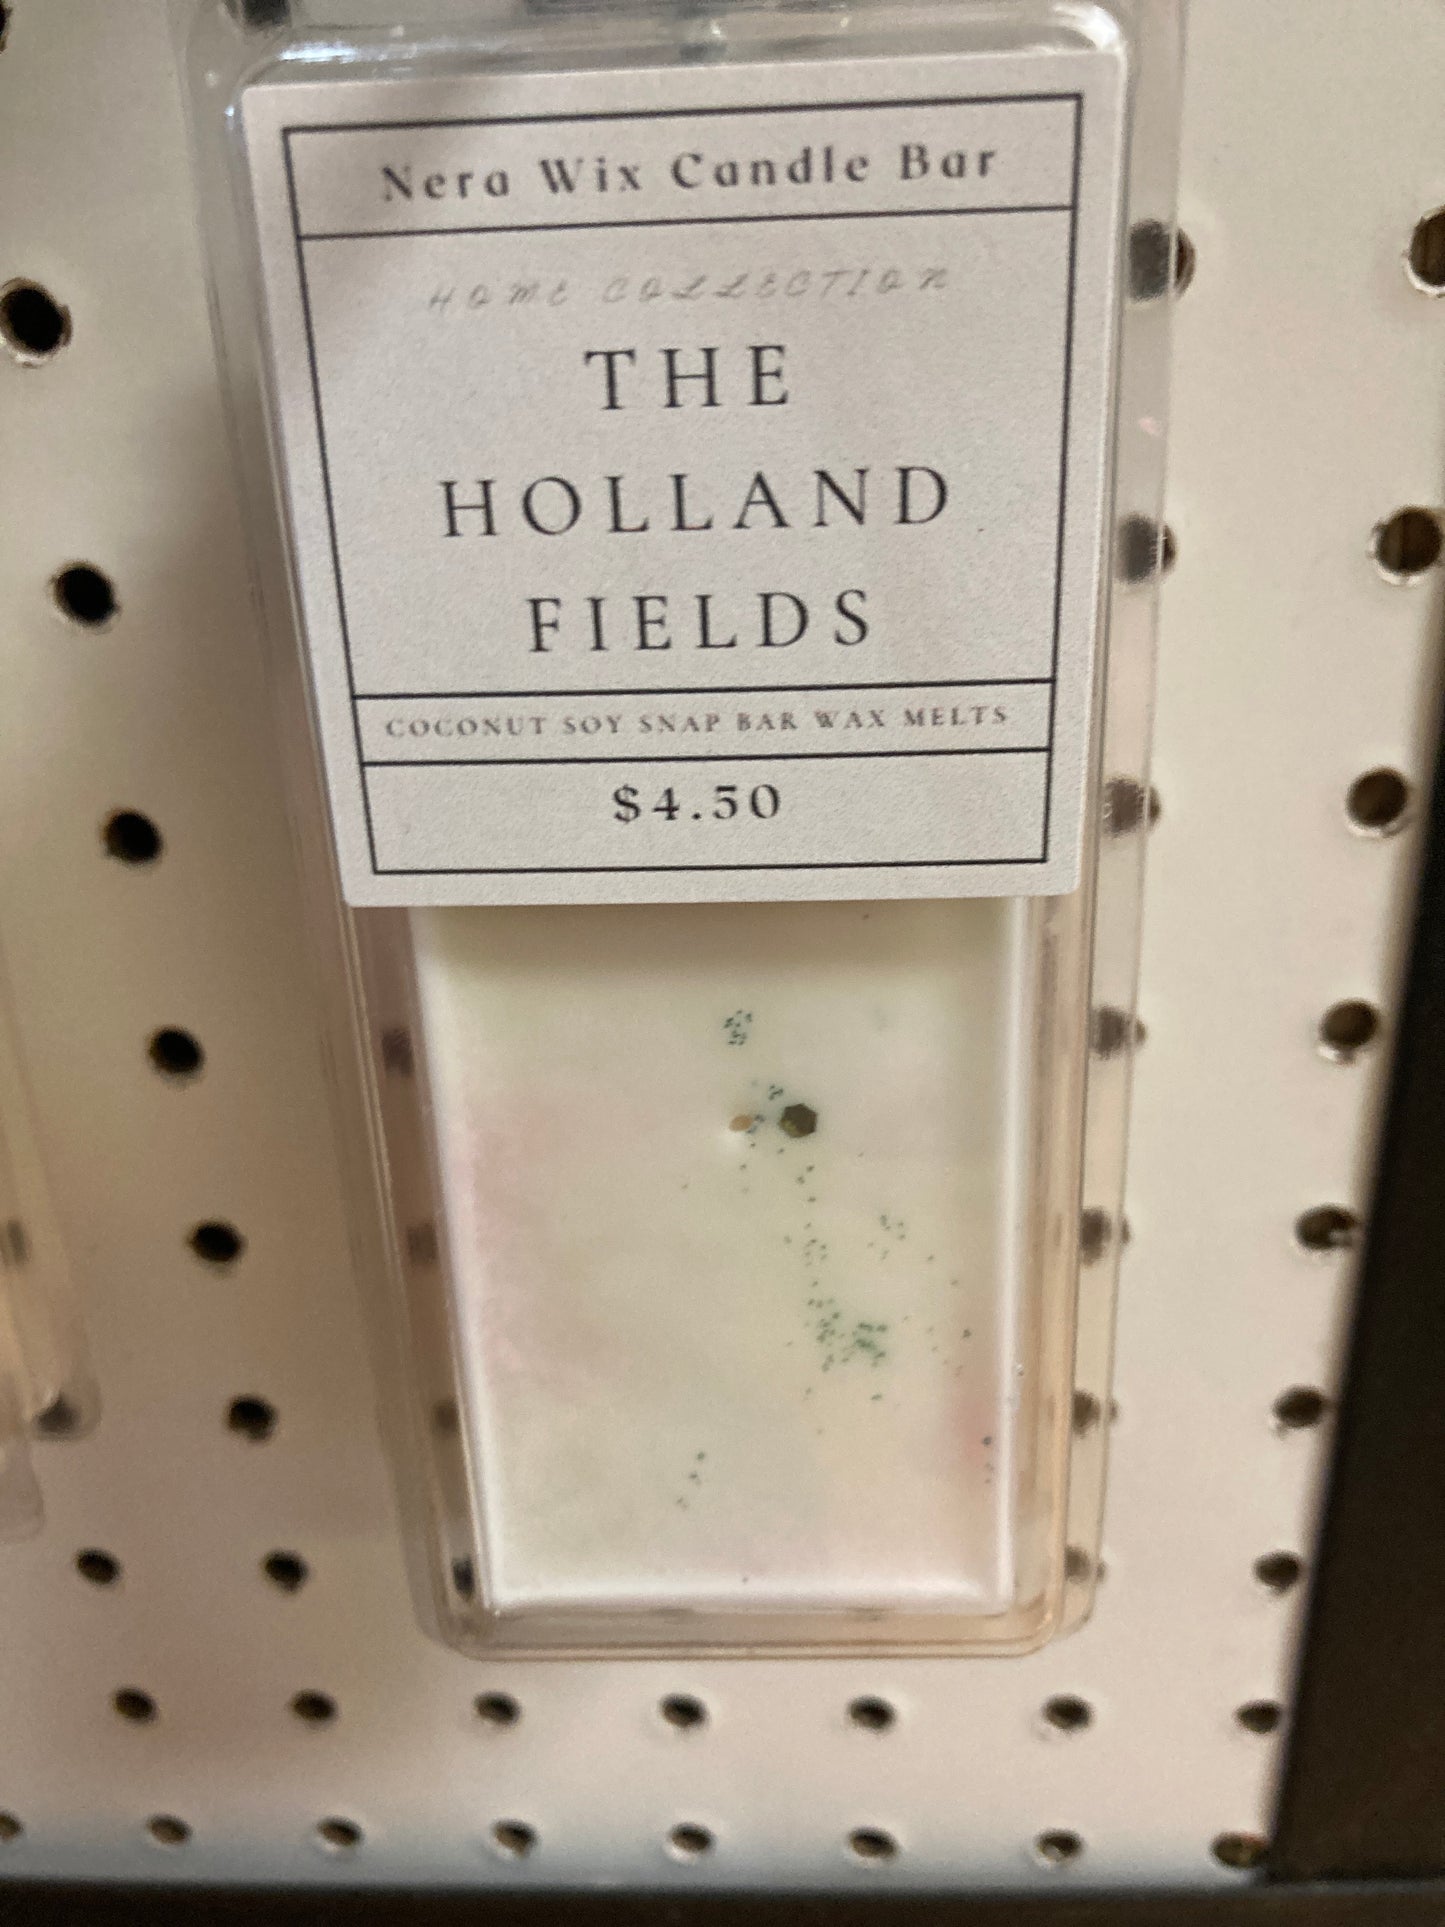 Nera Wix Candle Bar
HOME COLLECTION
THE
HOLLAND
FIELDS
COCONUT SOY SNAP BAR WAX MELTS
$4.50